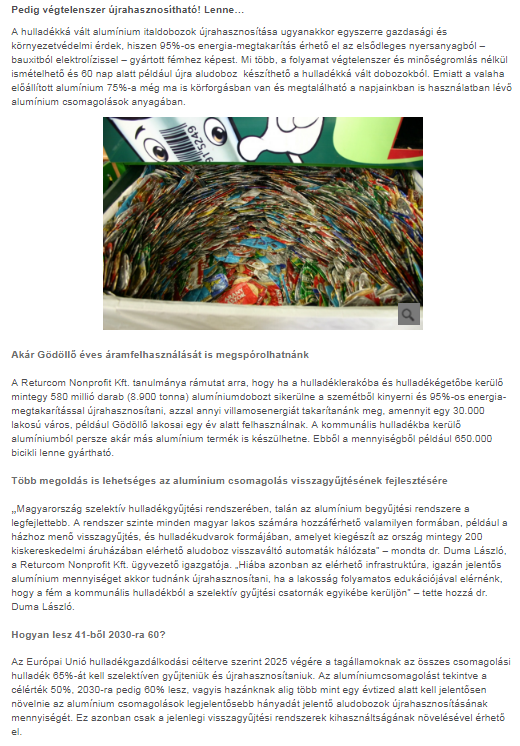 Pedig végtelenszer újrahasznosítható! Lenne…
A hulladékká vált alumínium italdobozok újrahasznosítása ugyanakkor egyszerre gazdasági és
környezetvédelmi érdek, hiszen 95%-os energia-megtakarítás érhető el az elsődleges nyersanyagból –
bauxitból elektrolízissel – gyártott fémhez képest. Mi több, a folyamat végtelenszer és minőségromlás nélkül
ismételhető és 60 nap alatt például újra aludoboz készíthető a hulladékká vált dobozokból. Emiatt a valaha
előállított alumínium 75%-a még ma is körforgásban van és megtalálható a napjainkban is használatban lévő
alumínium csomagolások anyagában.
915249
Akár Gödöllő éves áramfelhasználását is megspórolhatnánk
A Returcom Nonprofit Kft. tanulmánya rámutat arra, hogy ha a hulladéklerakóba és hulladékégetőbe kerülő
mintegy 580 millió darab (8.900 tonna) alumíniumdobozt sikerülne a szemétből kinyerni és 95%-os energia-
megtakarítással újrahasznosítani, azzal annyi villamosenergiát takarítanánk meg, amennyit egy 30.000
lakosú város, például Gödöllő lakosai egy év alatt felhasználnak. A kommunális hulladékba kerülő
alumíniumból persze akár más alumínium termék is készülhetne. Ebből a mennyiségből például 650.000
bicikli lenne gyártható.
Több megoldás is lehetséges az alumínium csomagolás visszagyűjtésének fejlesztésére
„Magyarország szelektív hulladékgyűjtési rendszerében, talán az alumínium begyűjtési rendszere a
legfejlettebb. A rendszer szinte minden magyar lakos számára hozzáférhető valamilyen formában, például a
házhoz menő visszagyűjtés, és hulladékudvarok formájában, amelyet kiegészít az ország mintegy 200
kiskereskedelmi áruházában elérhető aludoboz visszaváltó automaták hálózata” – mondta dr. Duma László,
a Returcom Nonprofit Kft. ügyvezető igazgatója. „Hiába azonban az elérhető infrastruktúra, igazán jelentős
alumínium mennyiséget akkor tudnánk újrahasznosítani, ha a lakosság folyamatos edukációjával elérnénk,
hogy a fém a kommunális hulladékból a szelektív gyűjtési csatornák egyikébe kerüljön” – tette hozzá dr.
Duma László.
Hogyan lesz 41-ből 2030-ra 60?
Az Európai Unió hulladékgazdálkodási célterve szerint 2025 végére a tagállamoknak az összes csomagolási
hulladék 65%-át kell szelektíven gyűjteniük és újrahasznosítaniuk. Az alumíniumcsomagolást tekintve a
célérték 50%, 2030-ra pedig 60% lesz, vagyis hazánknak alig több mint egy évtized alatt kell jelentősen
növelnie az alumínium csomagolások legjelentősebb hányadát jelentő aludobozok újrahasznosításának
mennyiségét. Ez azonban csak a jelenlegi visszagyűjtési rendszerek kihasználtságának növelésével érhető
el.